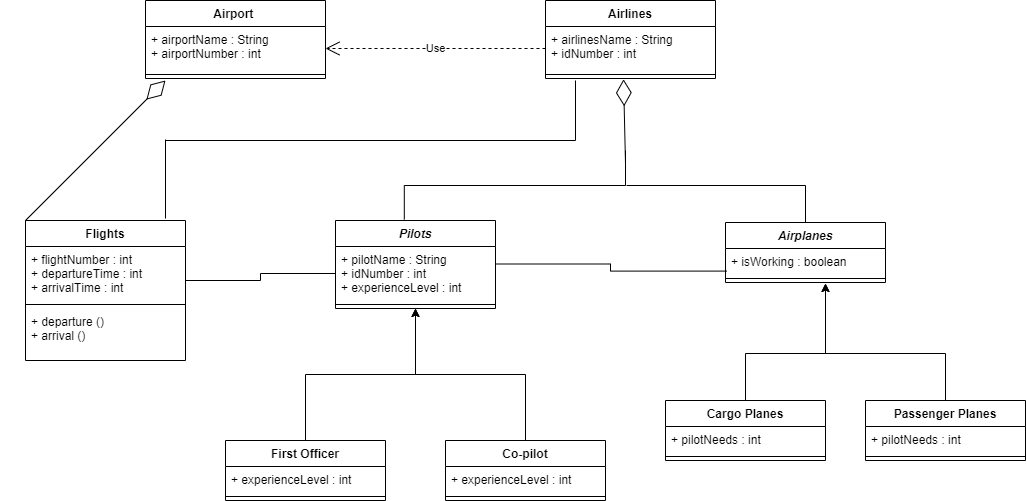 Airport
+ airportName : String
+ airportNumber : int
Airlines
+ airlinesName : String
+ idNumber : int
Use
Flights
+ flightNumber : int
+ departureTime : int
+ arrivalTime : int
+ departure ()
+ arrival ()
Pilots
+ pilotName : String
+ idNumber : int
+ experienceLevel : int
Airplanes
+ isWorking : boolean
First Officer
+ experienceLevel : int
Co-pilot
+ experienceLevel : int
Cargo Planes
+ pilotNeeds : int
Passenger Planes
+ pilotNeeds : int